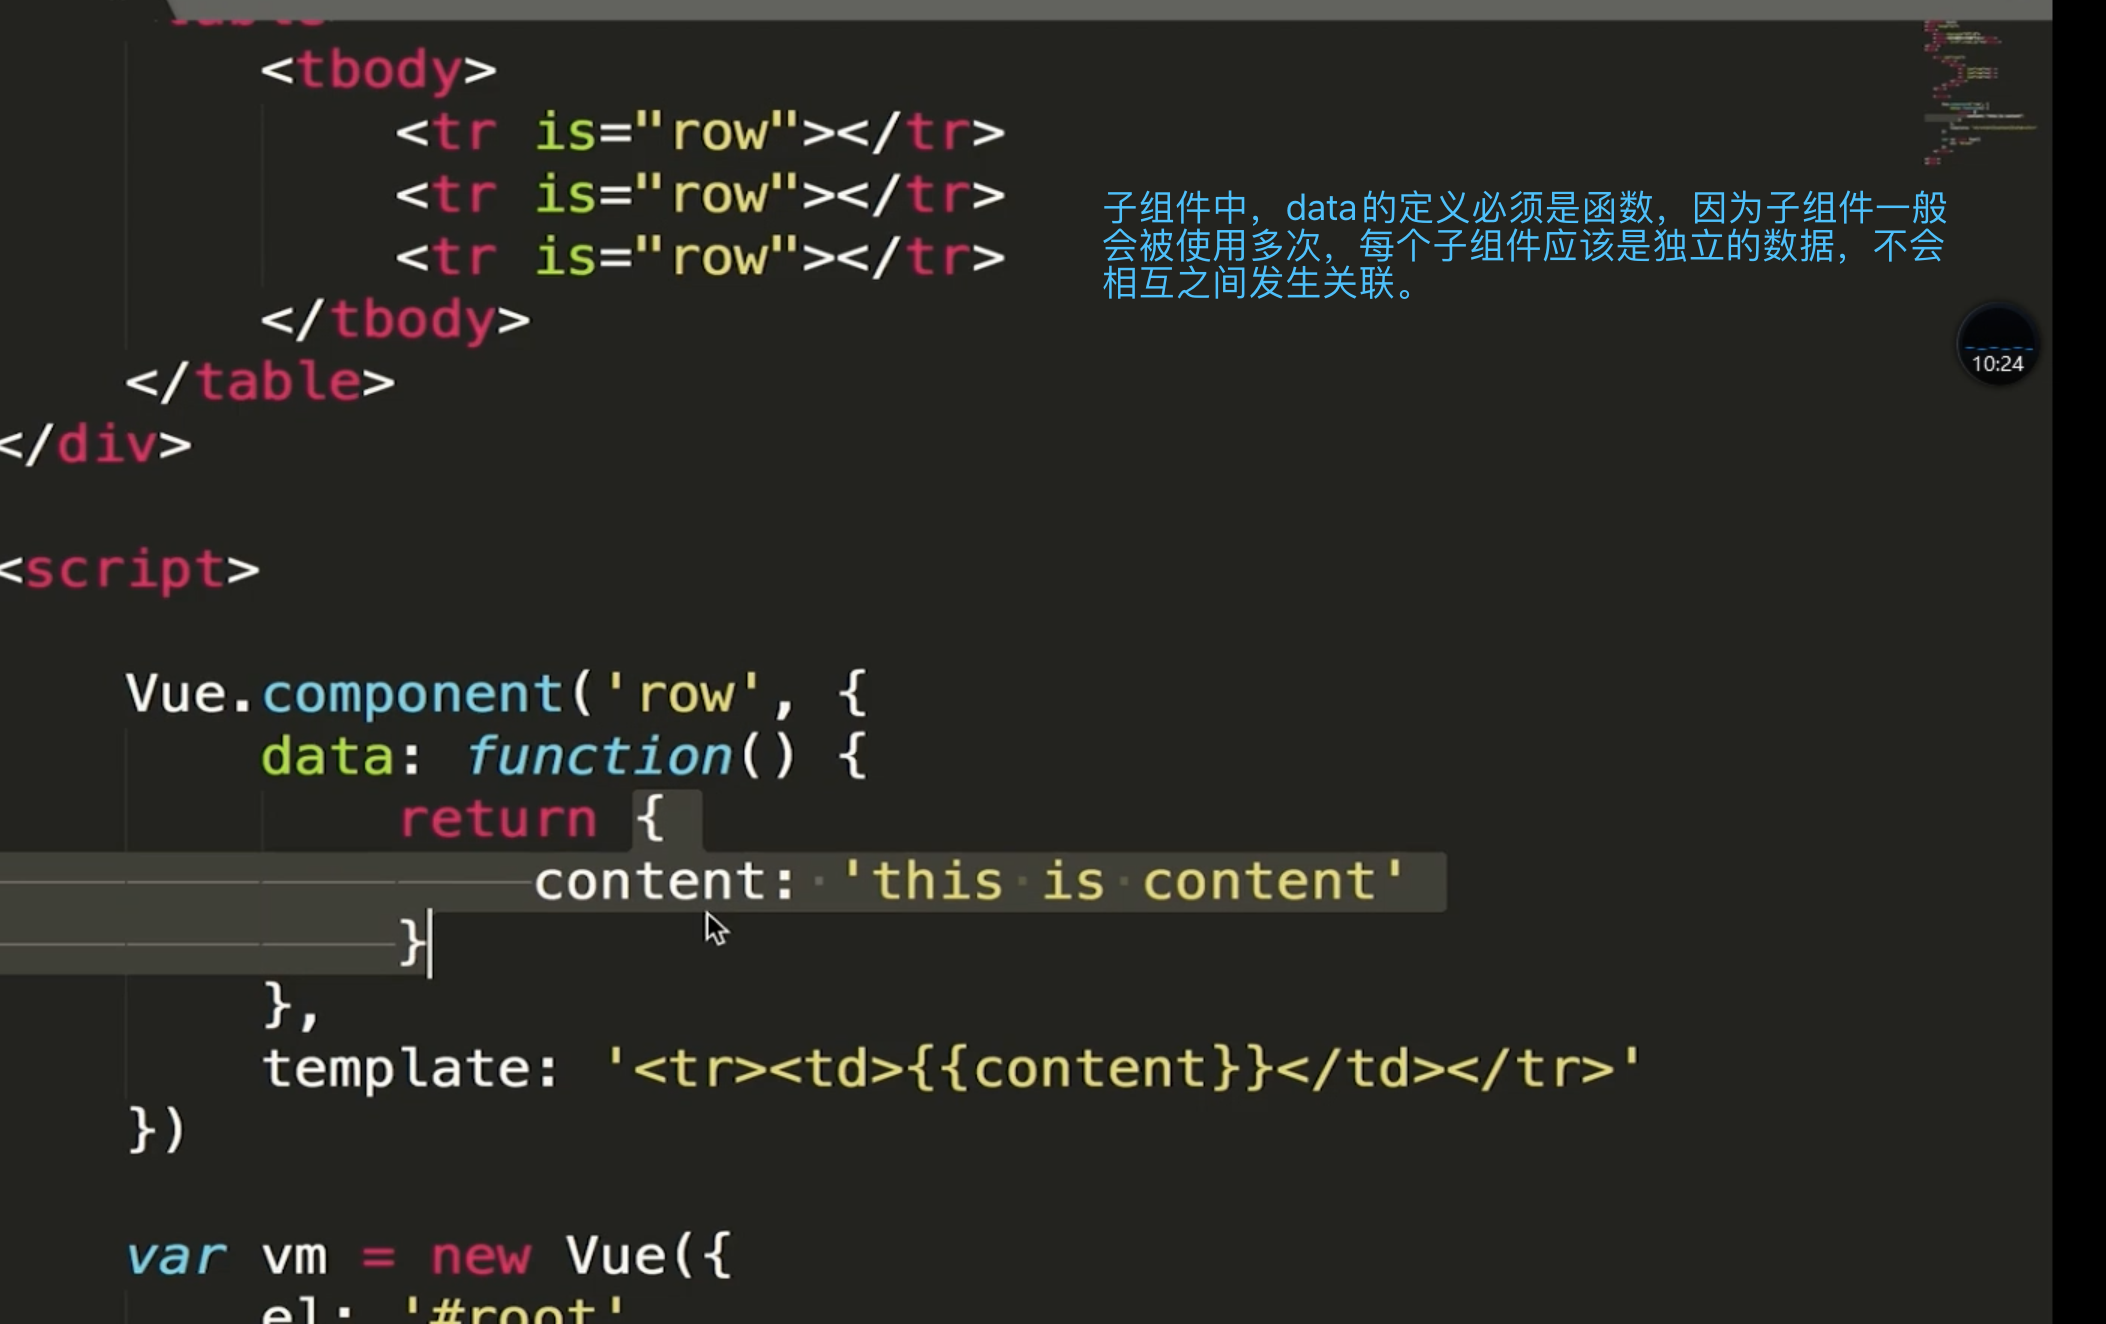 <tbody>
<tr is="row"></tr>
<tr is="row"></tr>
<tr is="row"></tr>
</tbody>
</table>
</div>
子组件中，data的定义必须是函数，因为子组件一般
会被使用多次，每个子组件应该是独立的数据，不会
相互之间发生关联。
10:24
<script>
Vue.component('row', {
data: function() {
return {
content: 'this is content'
}
},
template: '<tr><td>{{content}}</td></tr>'
})
var vm = new Vue({
el: '#root'